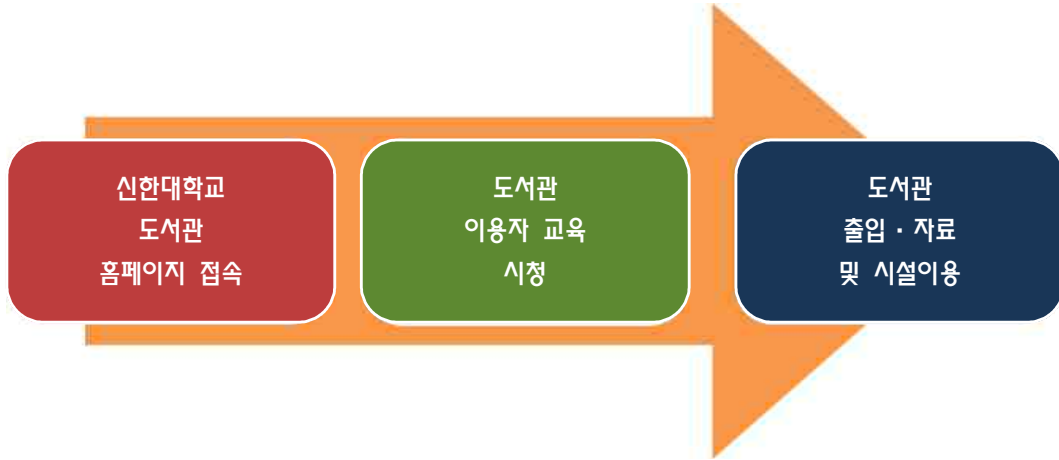 신한대학교
도서관
홈페이지 접속
도서관
이용자 교육
시청
도서관
출입 · 자료
및 시설이용